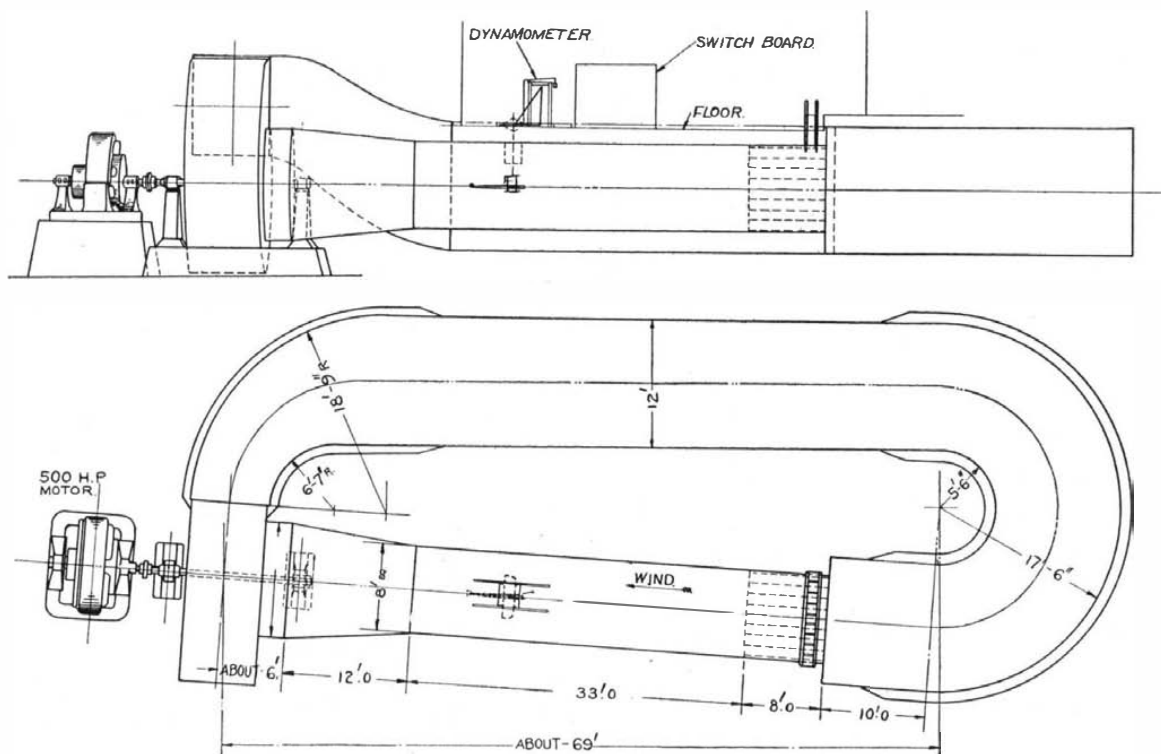 DYNAMOMETER
SWITCH BOARD.
FLOOR.
18'-9" R
12'
6'-7' R.
5'-6"
500 H.P
MOTOR.
17'-6"
8'
8'
WIND
ABOUT-6'
12'.0
33'.0
8'.0
10'.0
ABOUT-69'